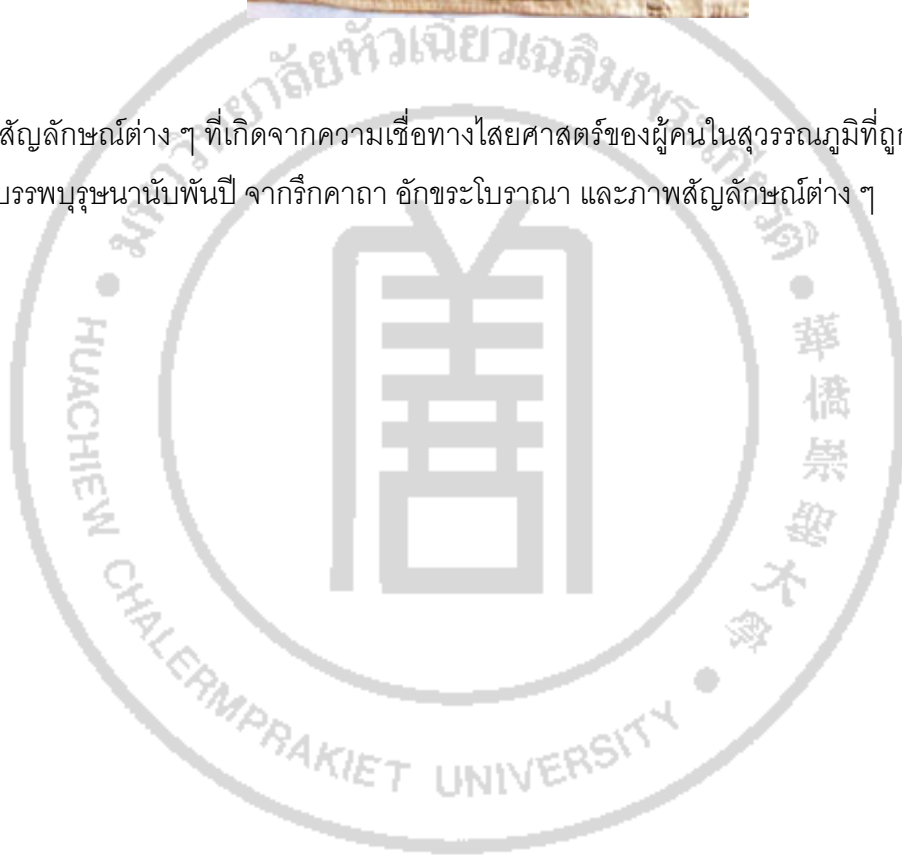 สัญลักษณ์ต่าง ๆ ที่เกิดจากความเชื่อทางไสยศาสตร์ของผู้คนในสุวรรณภูมิที่ถูก
บรรพบุรุษนานับพันปี จากรึกคาถา อักขระโบราณา และภาพสัญลักษณ์ต่าง ๆ
มหาวิทยาลัยหัวเฉียวเฉลิมพระเกียรติ
HUACHIEW CHALERMPRAKIET UNIVERSITY
華僑崇聖大學